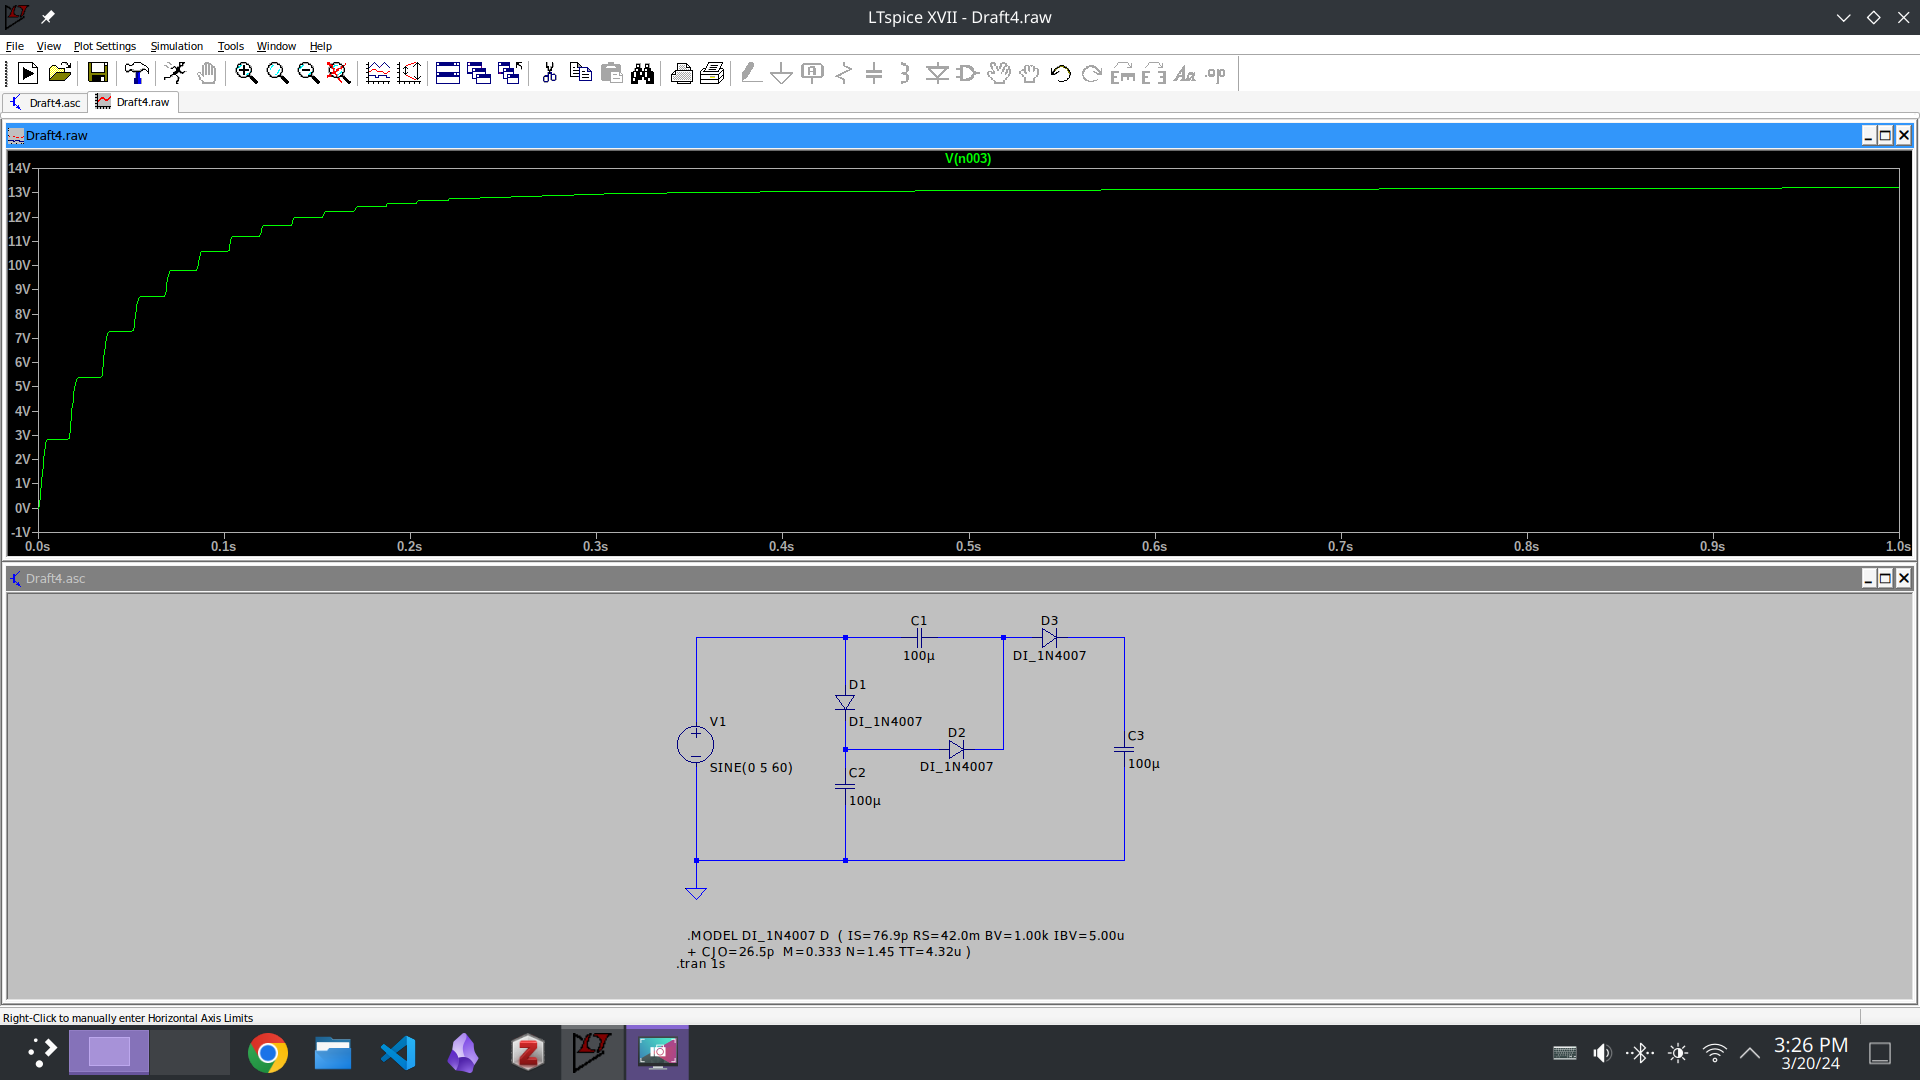 LTspice XVII - Draft4.raw
File View Plot Settings Simulation Tools Window Help
Draft4.asc Draft4.raw
Draft4.raw
V(n003)
14V
13V
12V
11V
10V
9V
8V
7V
6V
5V
4V
3V
2V
1V
0V
-1V
0.0s 0.1s 0.2s 0.3s 0.4s 0.5s 0.6s 0.7s 0.8s 0.9s 1.0s
Draft4.asc
C1
100µ
D3
DI_1N4007
D1
DI_1N4007
V1
SINE(0 5 60)
D2
DI_1N4007
C2
100µ
C3
100µ
.MODEL DI_1N4007 D ( IS=76.9p RS=42.0m BV=1.00k IBV=5.00u
+ CJO=26.5p M=0.333 N=1.45 TT=4.32u )
.tran 1s
Right-Click to manually enter Horizontal Axis Limits
3:26 PM
3/20/24